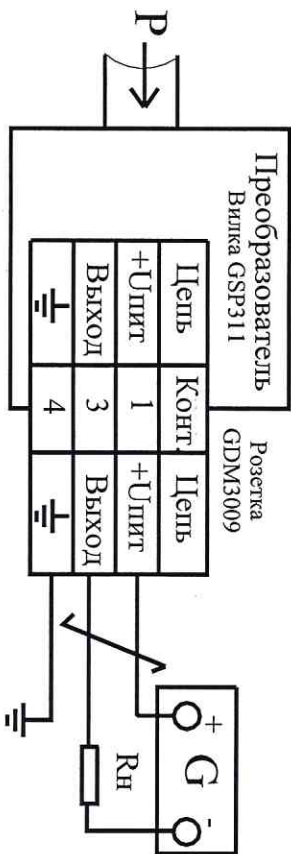 P
Преобразователь
Вилка GSP311
Розетка
GDM3009
Цепь Конт. Цепь
+Uпит 1 +Uпит
Выход 3 Выход
4
+ G -
Rн